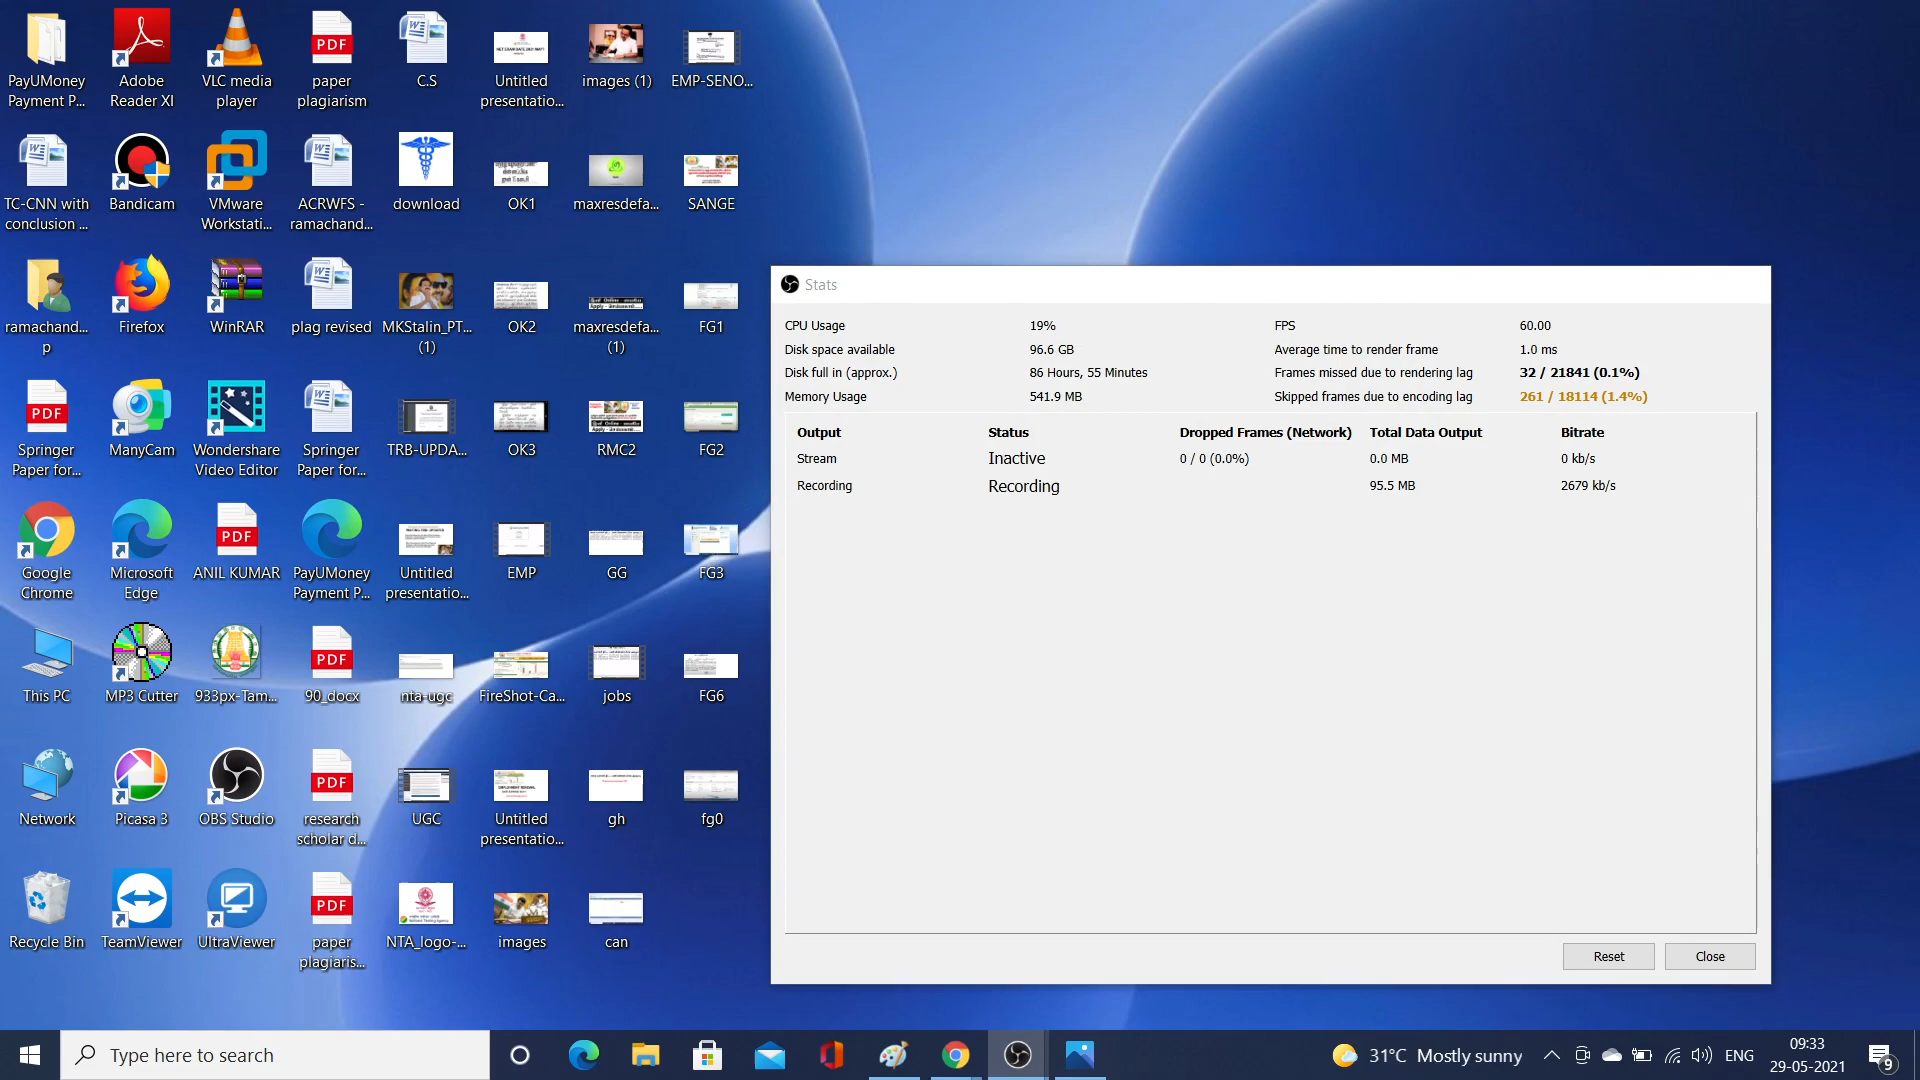 PayUMoney
Payment P...
Adobe
Reader XI
VLC media
player
PDF
paper
plagiarism
C.S
Untitled
presentatio...
images (1)
EMP-SENO...
TC-CNN with
conclusion ...
Bandicam
VMware
Workstati...
ACRWFS -
ramachand...
download
OK1
maxresdefa...
SANGE
ramachand...
p
Firefox
WinRAR
plag revised
MKStalin_PT...
(1)
OK2
maxresdefa...
(1)
FG1
PDF
Springer
Paper for...
ManyCam
Wondershare
Video Editor
Springer
Paper for...
TRB-UPDA...
OK3
RMC2
FG2
Google
Chrome
Microsoft
Edge
PDF
ANIL KUMAR
PayUMoney
Payment P...
Untitled
presentatio...
EMP
GG
FG3
This PC
MP3 Cutter
933px-Tam...
PDF
90_docx
nta-ugc
FireShot-Ca...
jobs
FG6
Network
Picasa 3
OBS Studio
PDF
research
scholar d...
UGC
Untitled
presentatio...
gh
fg0
Recycle Bin
TeamViewer
UltraViewer
PDF
paper
plagiaris...
NTA_logo-...
images
can
Stats
CPU Usage 19% FPS 60.00
Disk space available 96.6 GB Average time to render frame 1.0 ms
Disk full in (approx.) 86 Hours, 55 Minutes Frames missed due to rendering lag 32 / 21841 (0.1%)
Memory Usage 541.9 MB Skipped frames due to encoding lag 261 / 18114 (1.4%)
Output Status Dropped Frames (Network) Total Data Output Bitrate
Stream Inactive 0 / 0 (0.0%) 0.0 MB 0 kb/s
Recording Recording 95.5 MB 2679 kb/s
Reset Close
Type here to search
31°C Mostly sunny
ENG
09:33
29-05-2021
9